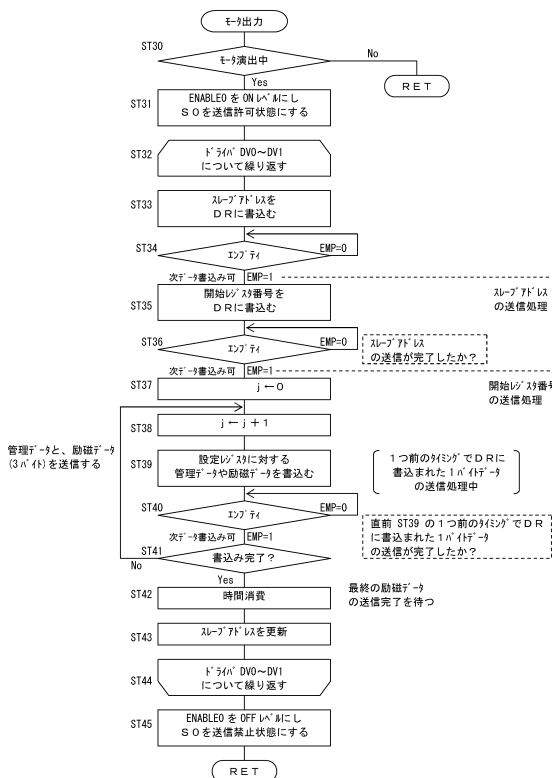 モータ出力
ST30
モータ演出中
No
RET
Yes
ST31
ENABLE0 を ON レベルにし
SOを送信許可状態にする
ST32
ドライバ DV0～DV1
について繰り返す
ST33
スレーブアドレスを
DRに書込む
ST34
エンプティ
EMP=0
次データ書込み可
EMP=1
スレーブアドレス
の送信処理
ST35
開始レジスタ番号を
DRに書込む
ST36
エンプティ
EMP=0
スレーブアドレス
の送信が完了したか？
次データ書込み可
EMP=1
開始レジスタ番号
の送信処理
ST37
j←0
ST38
j←j＋1
管理データと、励磁データ
(3バイト)を送信する
ST39
設定レジスタに対する
管理データや励磁データを書込む
1つ前のタイミングでDRに
書込まれた1バイトデータ
の送信処理中
ST40
エンプティ
EMP=0
次データ書込み可
EMP=1
直前 ST39 の1つ前のタイミングでDR
に書込まれた1バイトデータ
の送信が完了したか？
ST41
書込み完了？
No
Yes
ST42
時間消費
最終の励磁データ
の送信完了を待つ
ST43
スレーブアドレスを更新
ST44
ドライバ DV0～DV1
について繰り返す
ST45
ENABLE0 を OFF レベルにし
SOを送信禁止状態にする
RET